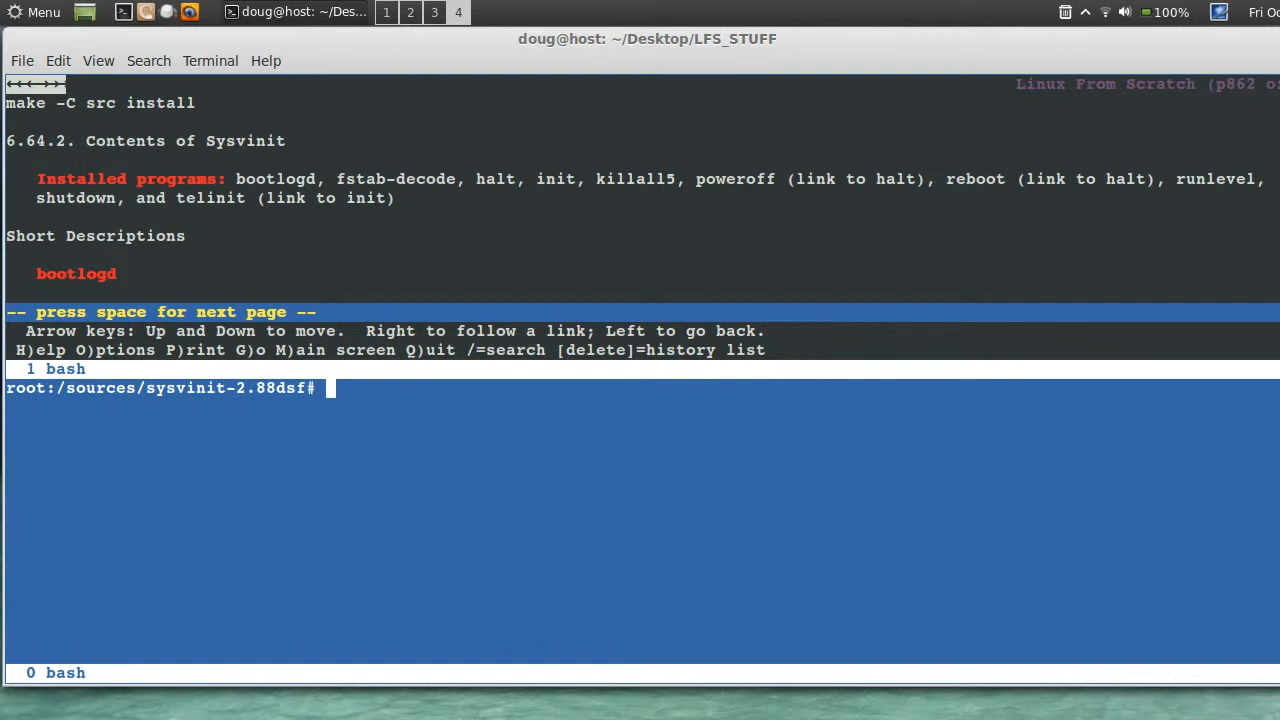 Menu doug@host: ~/Des... 1 2 3 4 100% Fri Oc
doug@host: ~/Desktop/LFS_STUFF
File Edit View Search Terminal Help
<<< >>> Linux From Scratch (p862 o
make -C src install
6.64.2. Contents of Sysvinit
Installed programs: bootlogd, fstab-decode, halt, init, killall5, poweroff (link to halt), reboot (link to halt), runlevel,
shutdown, and telinit (link to init)
Short Descriptions
bootlogd
-- press space for next page --
Arrow keys: Up and Down to move. Right to follow a link; Left to go back.
H)elp O)ptions P)rint G)o M)ain screen Q)uit /=search [delete]=history list
1 bash
root:/sources/sysvinit-2.88dsf#
0 bash